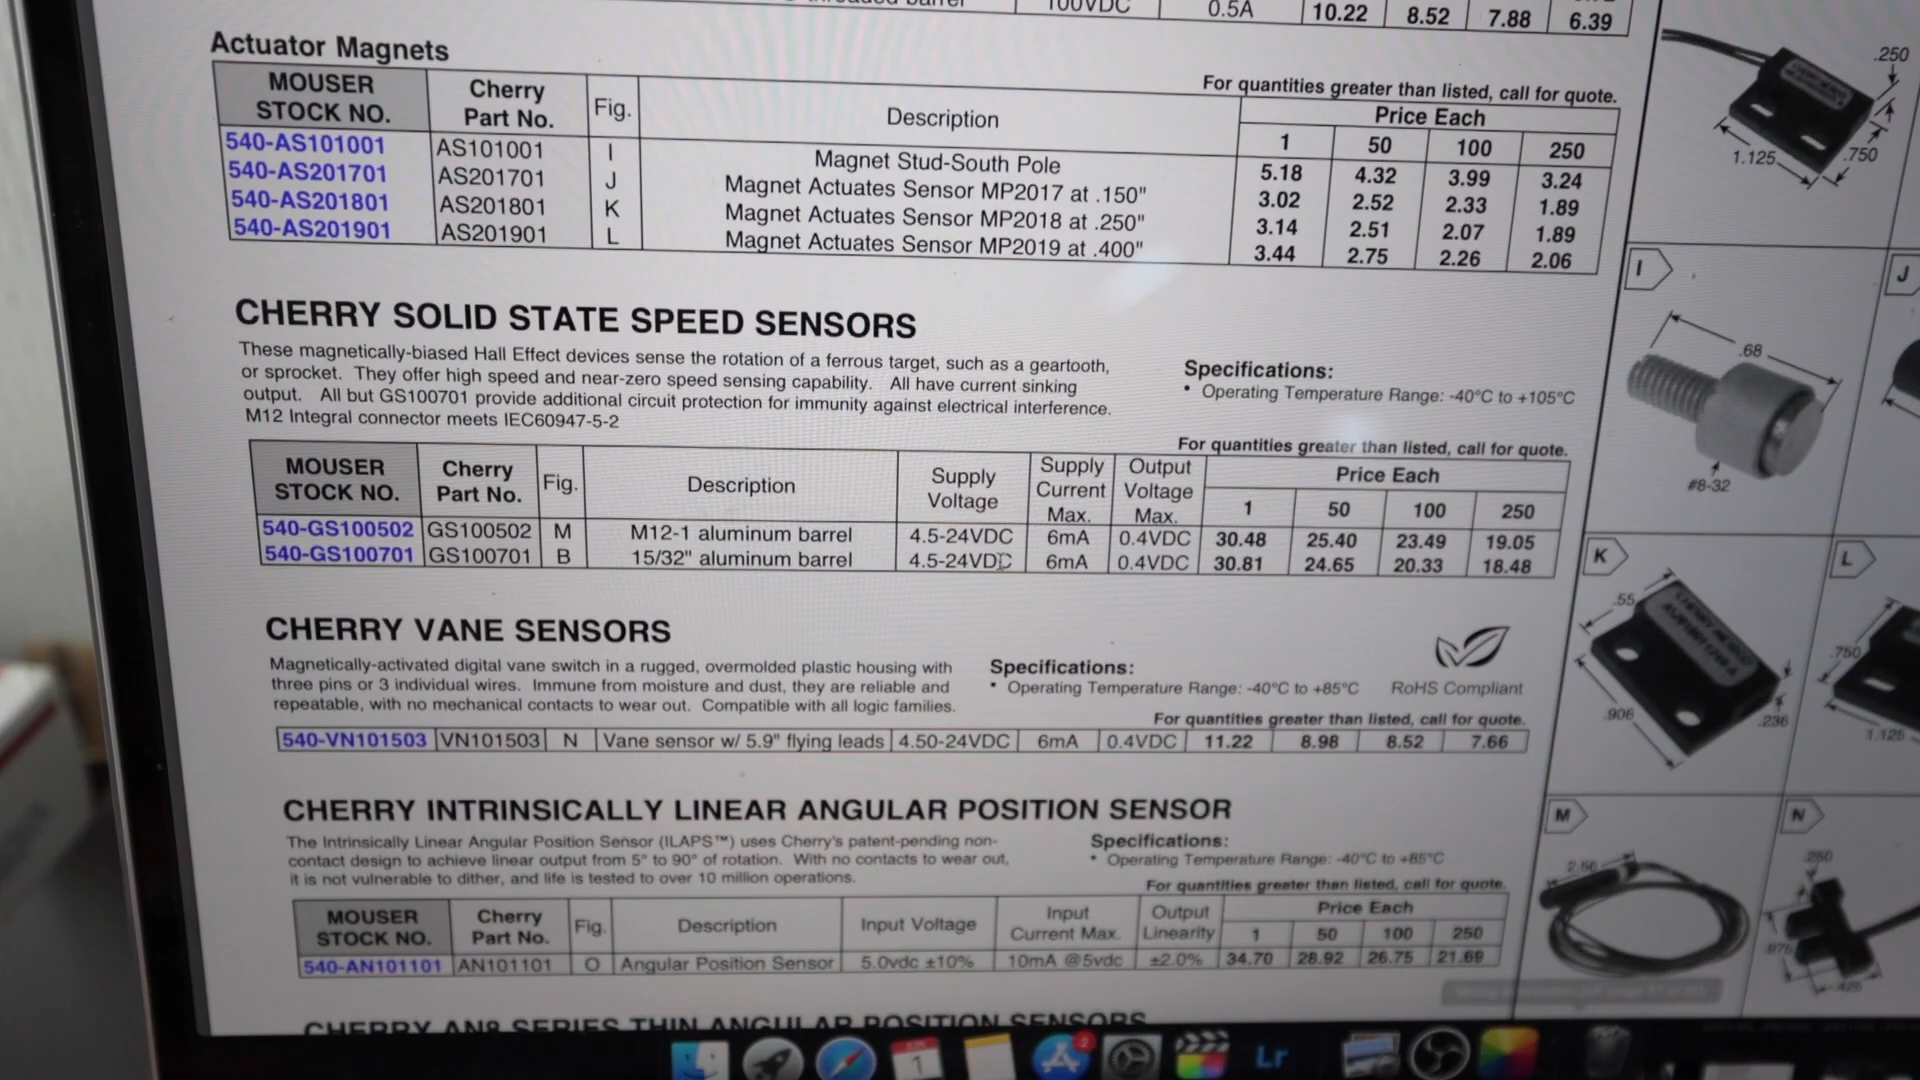 100VDC 0.5A 10.22 8.52 7.88 6.39
Actuator Magnets
For quantities greater than listed, call for quote.
MOUSER STOCK NO. Cherry Part No. Fig. Description Price Each
1 50 100 250
540-AS101001 AS101001 I Magnet Stud-South Pole 5.18 4.32 3.99 3.24
540-AS201701 AS201701 J Magnet Actuates Sensor MP2017 at .150" 3.02 2.52 2.33 1.89
540-AS201801 AS201801 K Magnet Actuates Sensor MP2018 at .250" 3.14 2.51 2.07 1.89
540-AS201901 AS201901 L Magnet Actuates Sensor MP2019 at .400" 3.44 2.75 2.26 2.06
CHERRY SOLID STATE SPEED SENSORS
These magnetically-biased Hall Effect devices sense the rotation of a ferrous target, such as a geartooth,
or sprocket. They offer high speed and near-zero speed sensing capability. All have current sinking
output. All but GS100701 provide additional circuit protection for immunity against electrical interference.
M12 Integral connector meets IEC60947-5-2
Specifications:
• Operating Temperature Range: -40°C to +105°C
For quantities greater than listed, call for quote.
MOUSER STOCK NO. Cherry Part No. Fig. Description Supply Voltage Supply Current Max. Output Voltage Max. Price Each
1 50 100 250
540-GS100502 GS100502 M M12-1 aluminum barrel 4.5-24VDC 6mA 0.4VDC 30.48 25.40 23.49 19.05
540-GS100701 GS100701 B 15/32" aluminum barrel 4.5-24VDC 6mA 0.4VDC 30.81 24.65 20.33 18.48
CHERRY VANE SENSORS
Magnetically-activated digital vane switch in a rugged, overmolded plastic housing with
three pins or 3 individual wires. Immune from moisture and dust, they are reliable and
repeatable, with no mechanical contacts to wear out. Compatible with all logic families.
Specifications:
• Operating Temperature Range: -40°C to +85°C
RoHS Compliant
For quantities greater than listed, call for quote.
540-VN101503 VN101503 N Vane sensor w/ 5.9" flying leads 4.50-24VDC 6mA 0.4VDC 11.22 8.98 8.52 7.66
CHERRY INTRINSICALLY LINEAR ANGULAR POSITION SENSOR
The Intrinsically Linear Angular Position Sensor (ILAPS™) uses Cherry's patent-pending non-
contact design to achieve linear output from 5° to 90° of rotation. With no contacts to wear out,
it is not vulnerable to dither, and life is tested to over 10 million operations.
Specifications:
• Operating Temperature Range: -40°C to +85°C
For quantities greater than listed, call for quote.
MOUSER STOCK NO. Cherry Part No. Fig. Description Input Voltage Input Current Max. Output Linearity Price Each
1 50 100 250
540-AN101101 AN101101 O Angular Position Sensor 5.0vdc ±10% 10mA @5vdc ±2.0% 34.70 28.92 26.75 21.69
CHERRY AN8 SERIES THIN ANGULAR POSITION SENSORS
.250
1.125
.750
I
J
.68
#8-32
K
L
.55
.906
.236
.750
1.125
M
N
2.56
.250
.975
.425
1
2
Lr